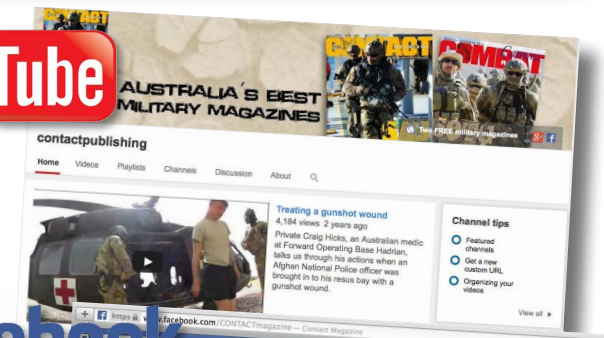 CONTACT
CONTACT
COMBAT
Tube
AUSTRALIA'S BEST
MILITARY MAGAZINES
Two FREE military magazines
contactpublishing
Home Videos Playlists Channels Discussion About
Treating a gunshot wound
4,184 views 2 years ago
Private Craig Hicks, an Australian medic
at Forward Operating Base Hadrian,
talks us through his actions when an
Afghan National Police officer was
brought in to his resus bay with a
gunshot wound.
Channel tips
Featured
channels
Get a new
custom URL
Organizing your
videos
View all »
https www.facebook.com/CONTACTmagazine — Contact Magazine